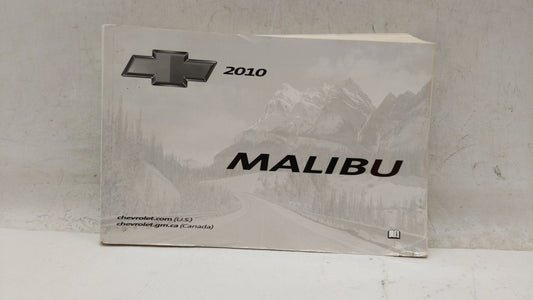 2010
MALIBU
chevrolet.com (U.S.)
chevrolet.gm.ca (Canada)